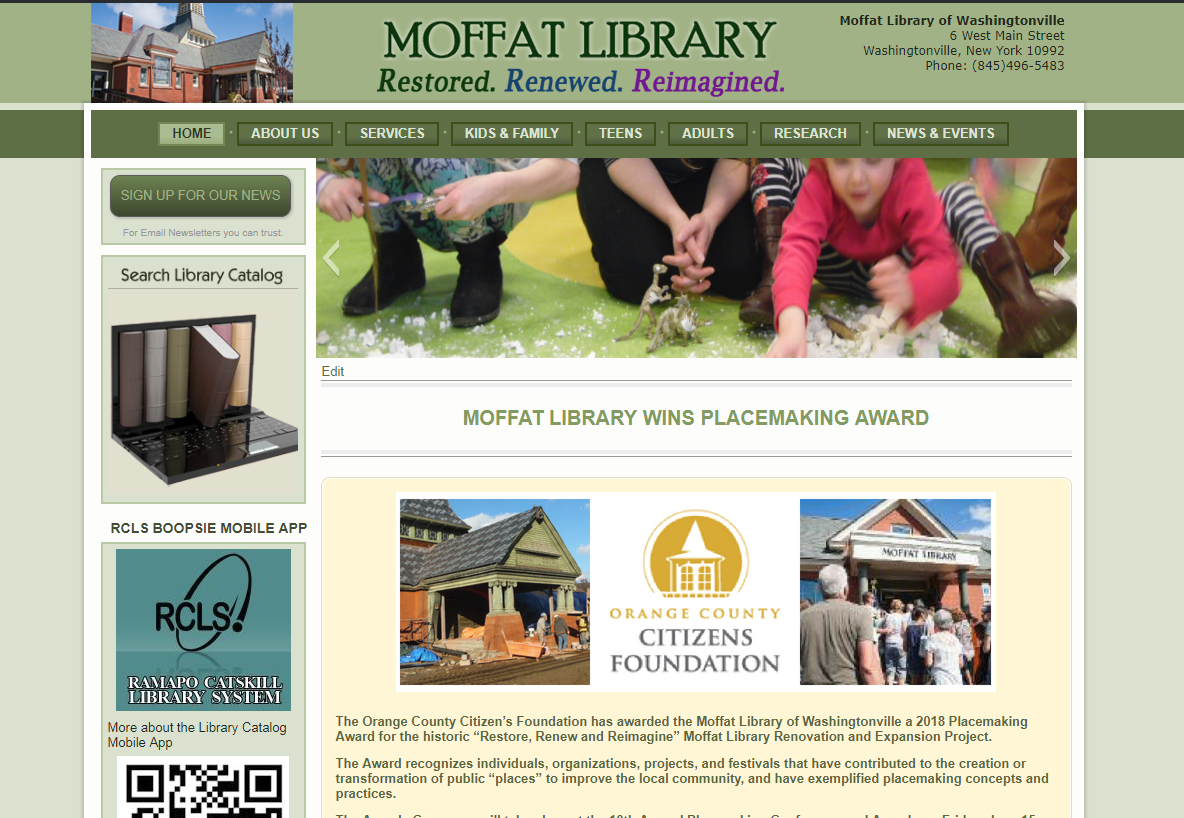 MOFFAT LIBRARY
Restored. Renewed. Reimagined.
Moffat Library of Washingtonville
6 West Main Street
Washingtonville, New York 10992
Phone: (845)496-5483
HOME
ABOUT US
SERVICES
KIDS & FAMILY
TEENS
ADULTS
RESEARCH
NEWS & EVENTS
SIGN UP FOR OUR NEWS
For Email Newsletters you can trust.
Search Library Catalog
RCLS BOOPSIE MOBILE APP
RCLS!
RAMAPO CATSKILL
LIBRARY SYSTEM
More about the Library Catalog
Mobile App
Edit
MOFFAT LIBRARY WINS PLACEMAKING AWARD
ORANGE COUNTY
CITIZENS
FOUNDATION
MOFFAT LIBRARY
The Orange County Citizen’s Foundation has awarded the Moffat Library of Washingtonville a 2018 Placemaking
Award for the historic “Restore, Renew and Reimagine” Moffat Library Renovation and Expansion Project.
The Award recognizes individuals, organizations, projects, and festivals that have contributed to the creation or
transformation of public “places” to improve the local community, and have exemplified placemaking concepts and
practices.